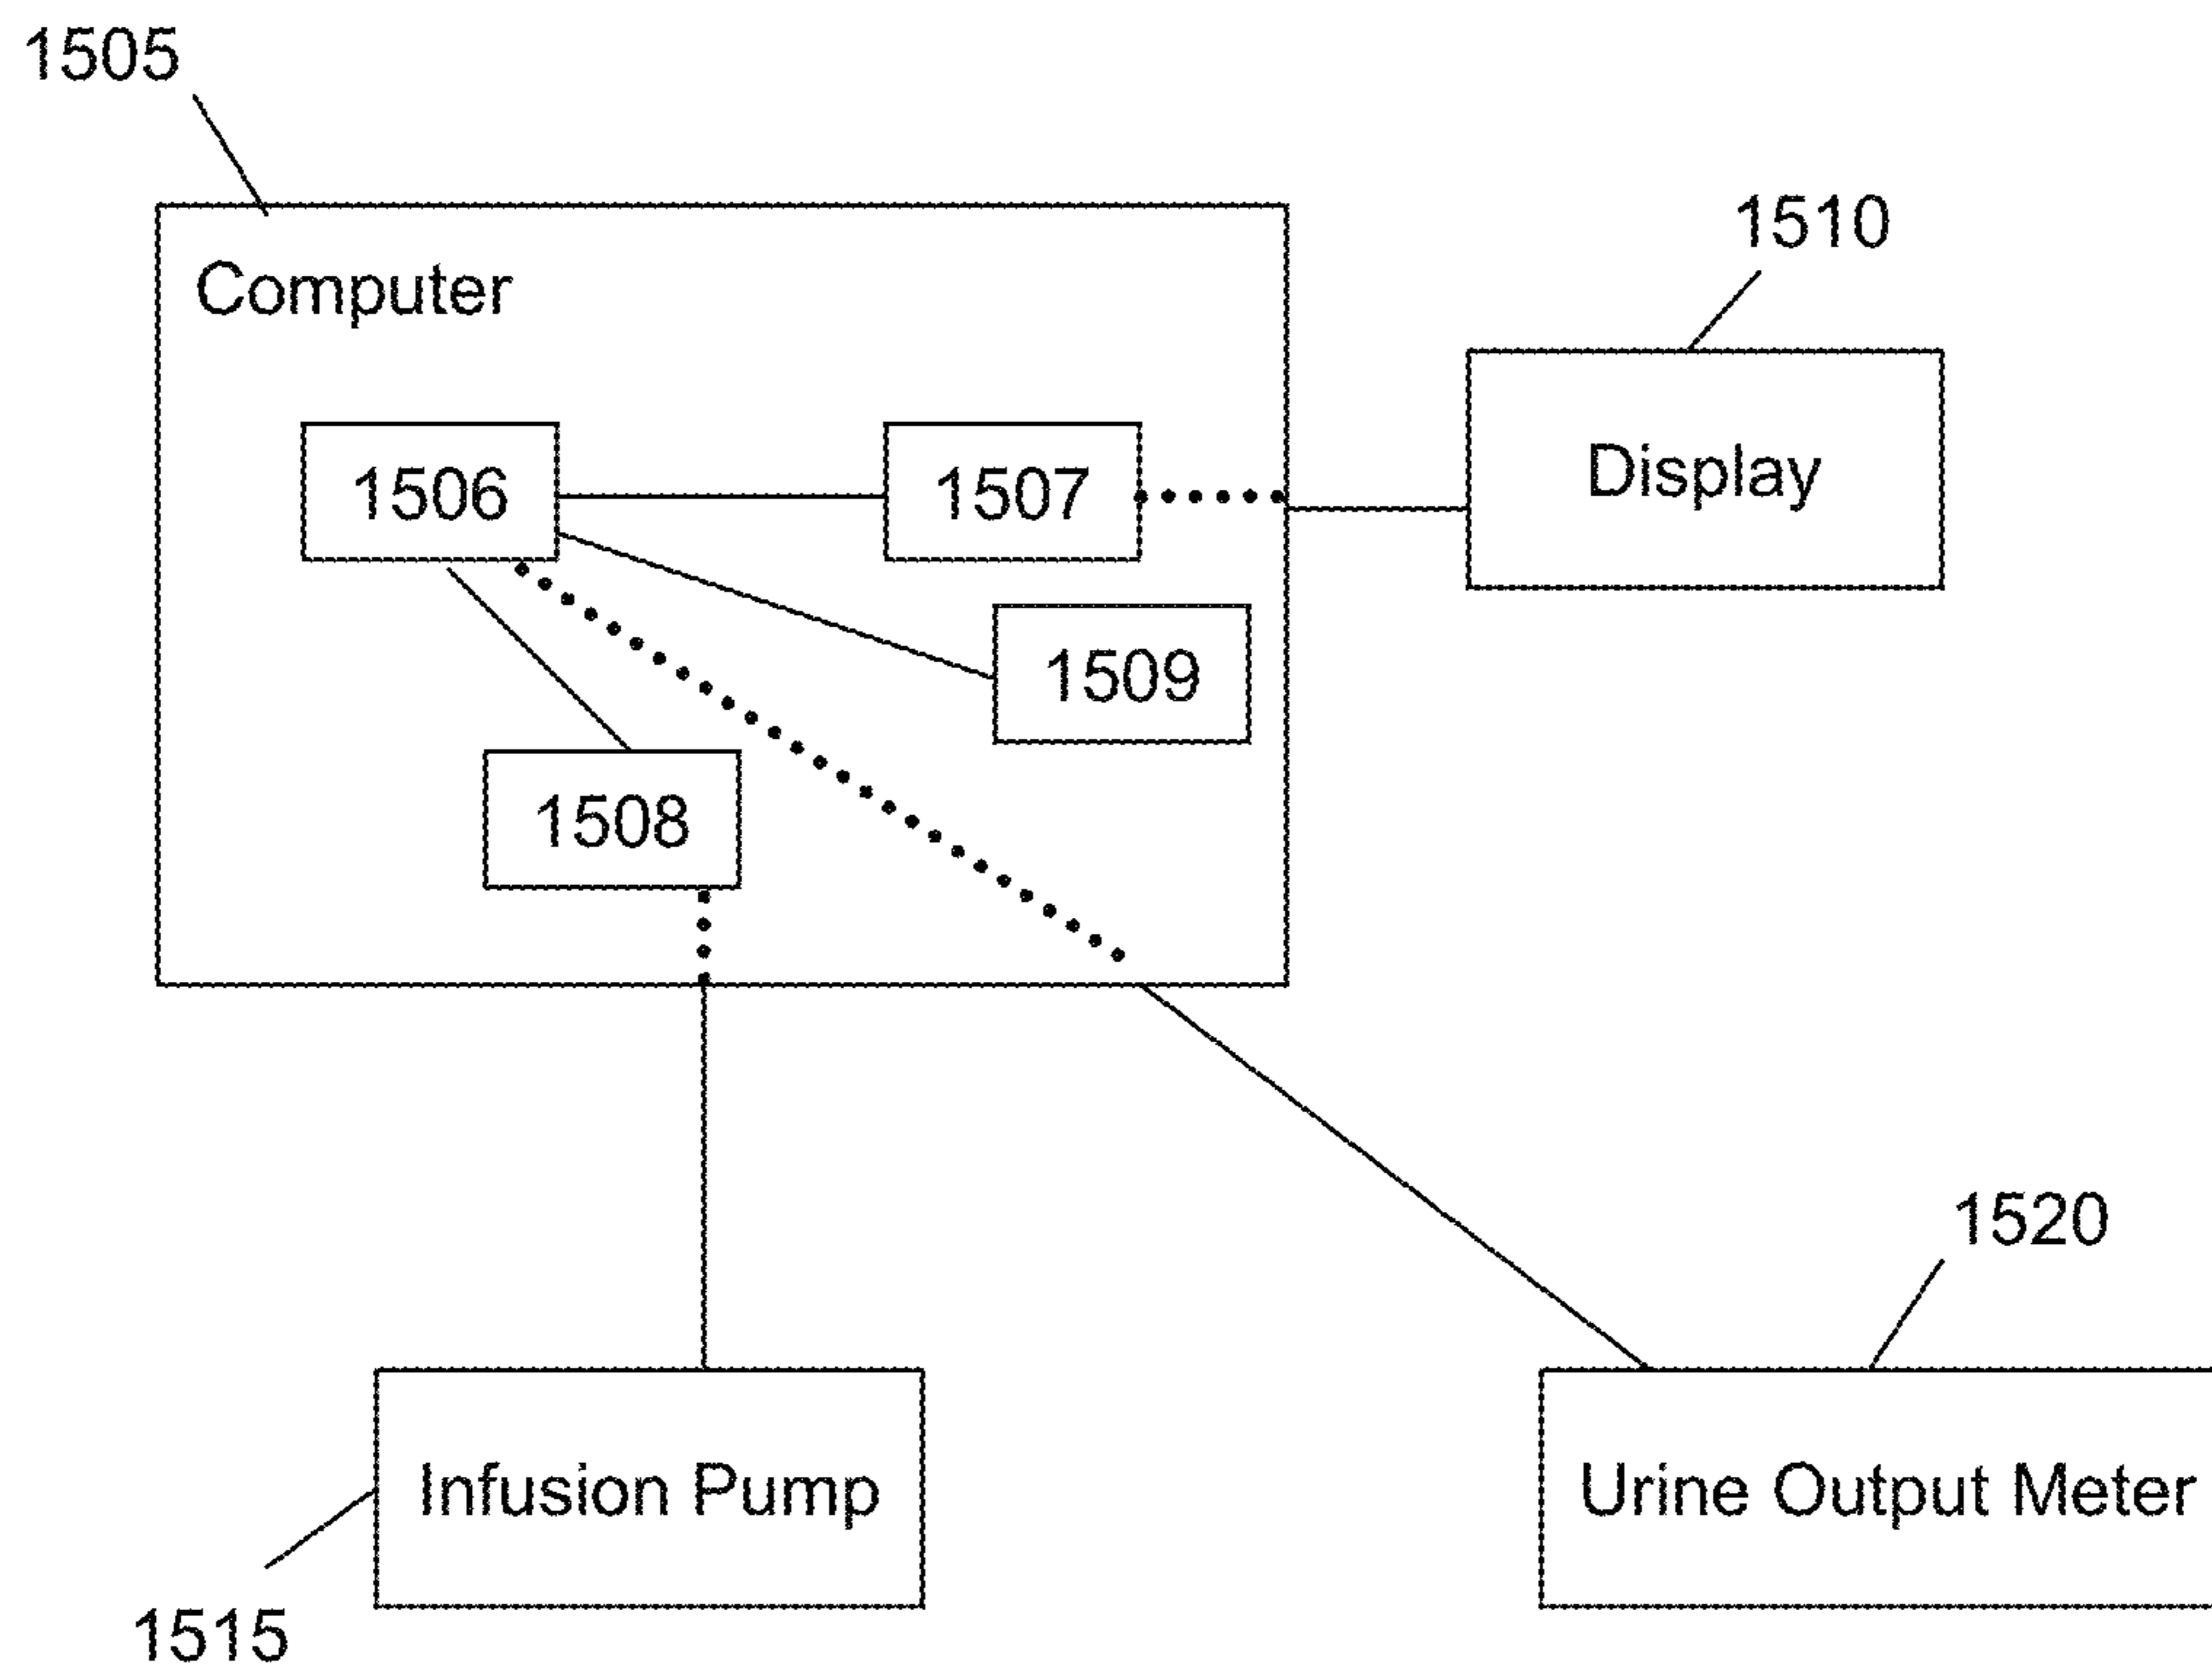 1505
1510
Computer
Display
1506
1507
1509
1508
1520
Infusion Pump
Urine Output Meter
1515